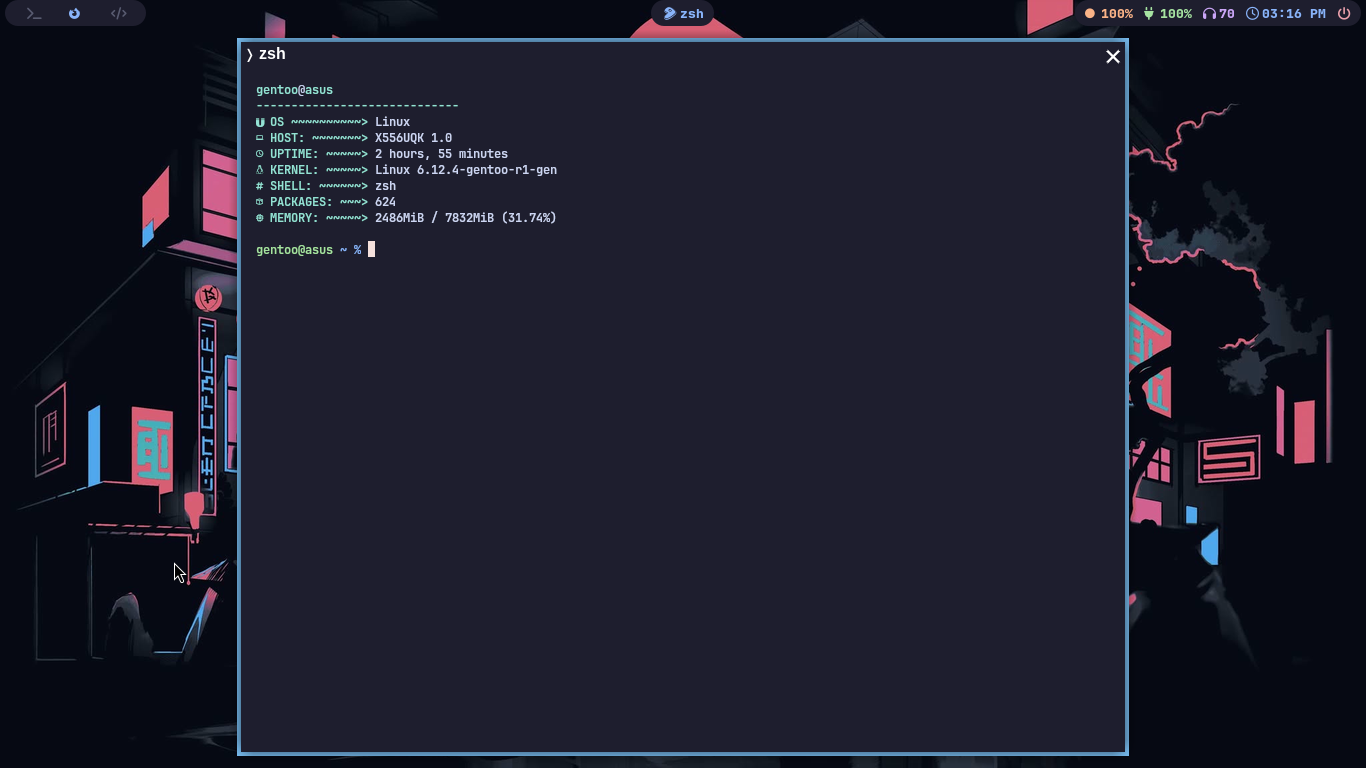 zsh
100% 100% 70 03:16 PM
❭ zsh
gentoo@asus
-----------------------------
OS ~~~~~~~~~~> Linux
HOST: ~~~~~~~> X556UQK 1.0
UPTIME: ~~~~~> 2 hours, 55 minutes
KERNEL: ~~~~~> Linux 6.12.4-gentoo-r1-gen
# SHELL: ~~~~~~> zsh
PACKAGES: ~~~> 624
MEMORY: ~~~~~> 2486MiB / 7832MiB (31.74%)
gentoo@asus ~ %